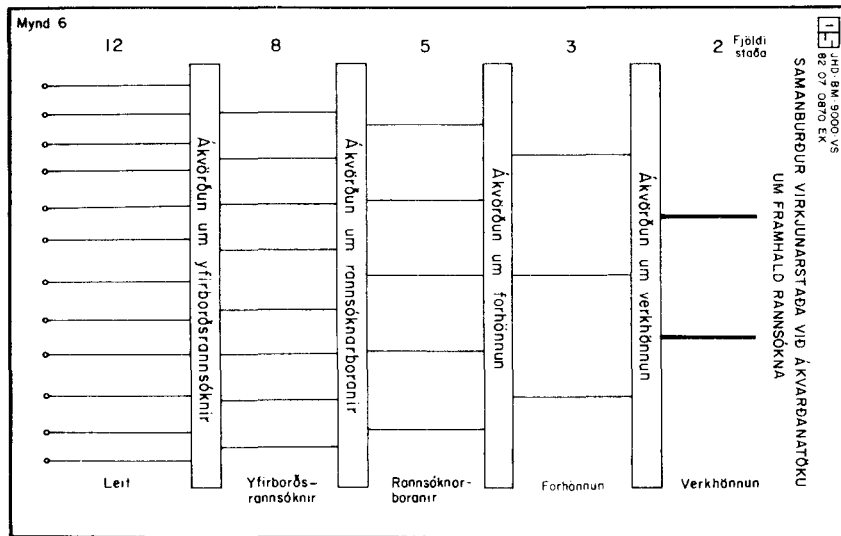 Mynd 6
12
8
5
3
2 Fjöldi
staða
Ákvörðun um yfirborðsrannsóknir
Ákvörðun um rannsóknarboranir
Ákvörðun um forhönnun
Ákvörðun um verkhönnun
Leit
Yfirborðs-
rannsóknir
Rannsóknar-
boranir
Forhönnun
Verkhönnun
JHD·BM·9000·VS
82 07 0870 EK
SAMANBURÐUR VIRKJUNARSTAÐA VIÐ ÁKVARÐANATÖKU
UM FRAMHALD RANNSÓKNA